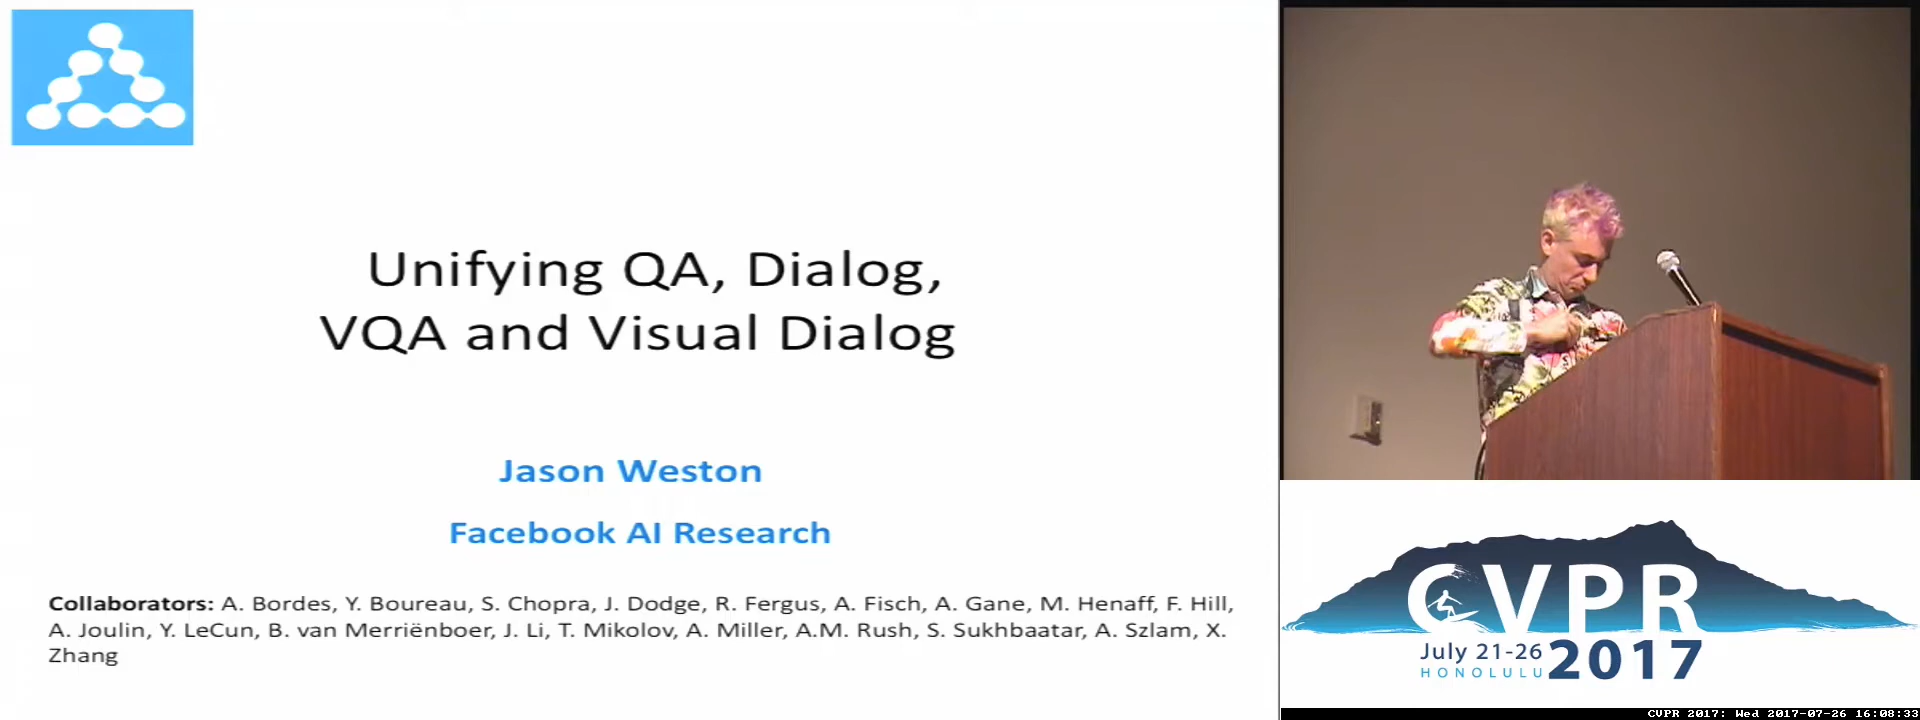 Unifying QA, Dialog,
VQA and Visual Dialog
Jason Weston
Facebook AI Research
Collaborators: A. Bordes, Y. Boureau, S. Chopra, J. Dodge, R. Fergus, A. Fisch, A. Gane, M. Henaff, F. Hill,
A. Joulin, Y. LeCun, B. van Merriënboer, J. Li, T. Mikolov, A. Miller, A.M. Rush, S. Sukhbaatar, A. Szlam, X.
Zhang
CVPR
July 21-26
HONOLULU
2017
CVPR 2017: Wed 2017-07-26 16:08:33